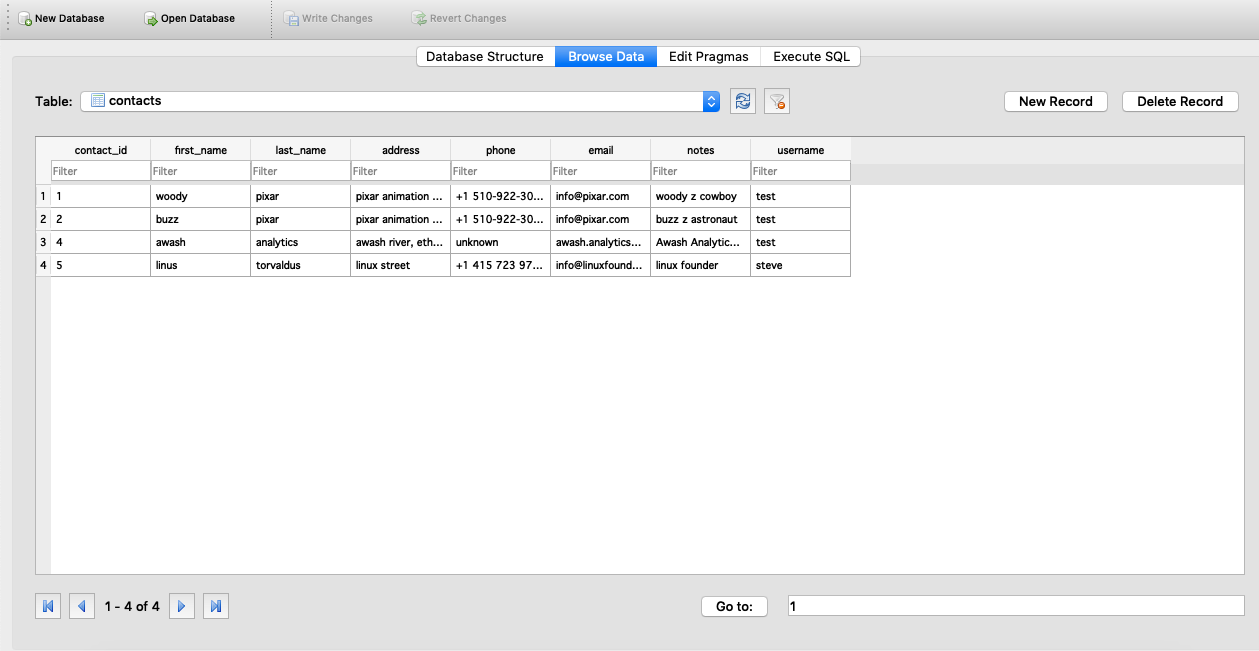 New Database Open Database Write Changes Revert Changes
Database Structure Browse Data Edit Pragmas Execute SQL
Table: contacts New Record Delete Record
contact_id first_name last_name address phone email notes username
Filter Filter Filter Filter Filter Filter Filter Filter
1 1 woody pixar pixar animation ... +1 510-922-30... info@pixar.com woody z cowboy test
2 2 buzz pixar pixar animation ... +1 510-922-30... info@pixar.com buzz z astronaut test
3 4 awash analytics awash river, eth... unknown awash.analytics... Awash Analytic... test
4 5 linus torvaldus linux street +1 415 723 97... info@linuxfound... linux founder steve
1 - 4 of 4 Go to: 1